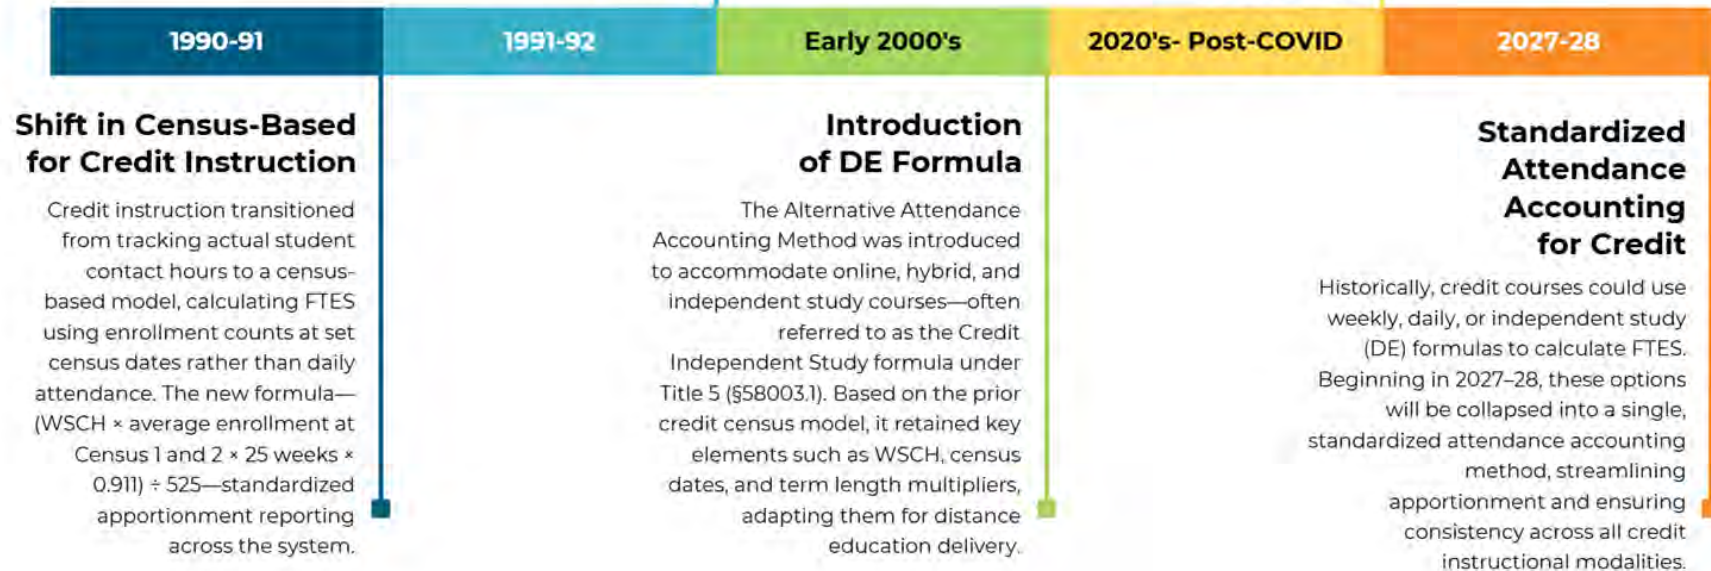 1990-91
1991-92
Early 2000's
2020's- Post-COVID
2027-28
Shift in Census-Based
for Credit Instruction
Credit instruction transitioned
from tracking actual student
contact hours to a census-
based model, calculating FTES
using enrollment counts at set
census dates rather than daily
attendance. The new formula—
(WSCH × average enrollment at
Census 1 and 2 × 25 weeks ×
0.911) ÷ 525—standardized
apportionment reporting
across the system.
Introduction
of DE Formula
The Alternative Attendance
Accounting Method was introduced
to accommodate online, hybrid, and
independent study courses—often
referred to as the Credit
Independent Study formula under
Title 5 (§58003.1). Based on the prior
credit census model, it retained key
elements such as WSCH, census
dates, and term length multipliers,
adapting them for distance
education delivery.
Standardized
Attendance
Accounting
for Credit
Historically, credit courses could use
weekly, daily, or independent study
(DE) formulas to calculate FTES.
Beginning in 2027–28, these options
will be collapsed into a single,
standardized attendance accounting
method, streamlining
apportionment and ensuring
consistency across all credit
instructional modalities.